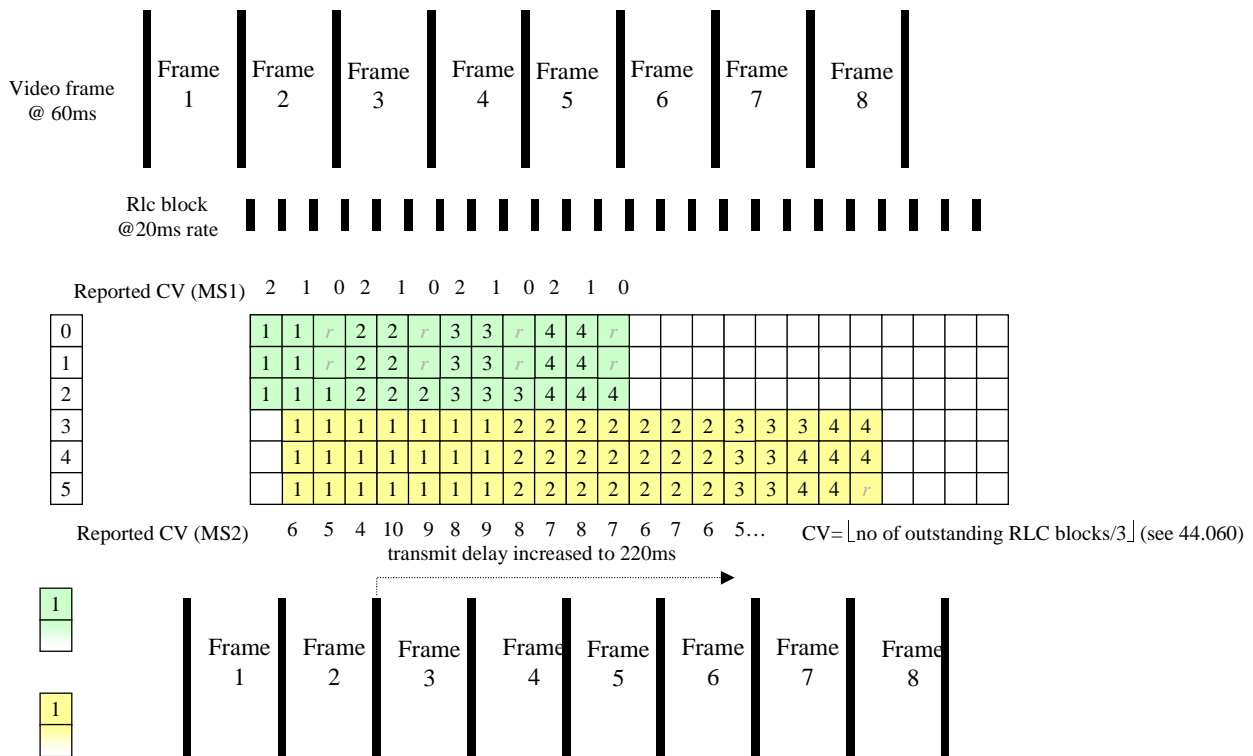 Video frame
@ 60ms
Frame 1 Frame 2 Frame 3 Frame 4 Frame 5 Frame 6 Frame 7 Frame 8
Rlc block
@20ms rate
Reported CV (MS1) 2 1 0 2 1 0 2 1 0 2 1 0
0 1 1 r 2 2 r 3 3 r 4 4 r
1 1 1 r 2 2 r 3 3 r 4 4 r
2 1 1 1 2 2 2 3 3 3 4 4 4
3 1 1 1 1 1 1 1 2 2 2 2 2 2 2 3 3 3 4 4
4 1 1 1 1 1 1 1 2 2 2 2 2 2 2 3 3 4 4 4
5 1 1 1 1 1 1 1 2 2 2 2 2 2 2 3 3 4 4 r
Reported CV (MS2) 6 5 4 10 9 8 9 8 7 8 7 6 7 6 5… CV=⌊no of outstanding RLC blocks/3⌋ (see 44.060)
transmit delay increased to 220ms
1
Frame 1 Frame 2 Frame 3 Frame 4 Frame 5 Frame 6 Frame 7 Frame 8
1